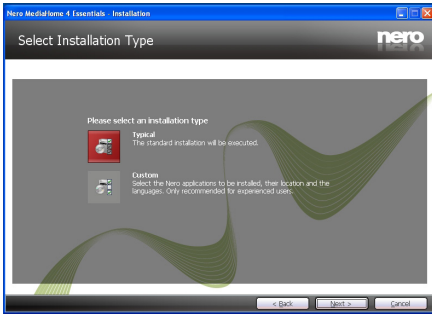 Nero MediaHome 4 Essentials - Installation
Select Installation Type
nero
Please select an installation type
Typical
The standard installation will be executed.
Custom
Select the Nero applications to be installed, their location and the
languages. Only recommended for experienced users.
< Back
Next >
Cancel